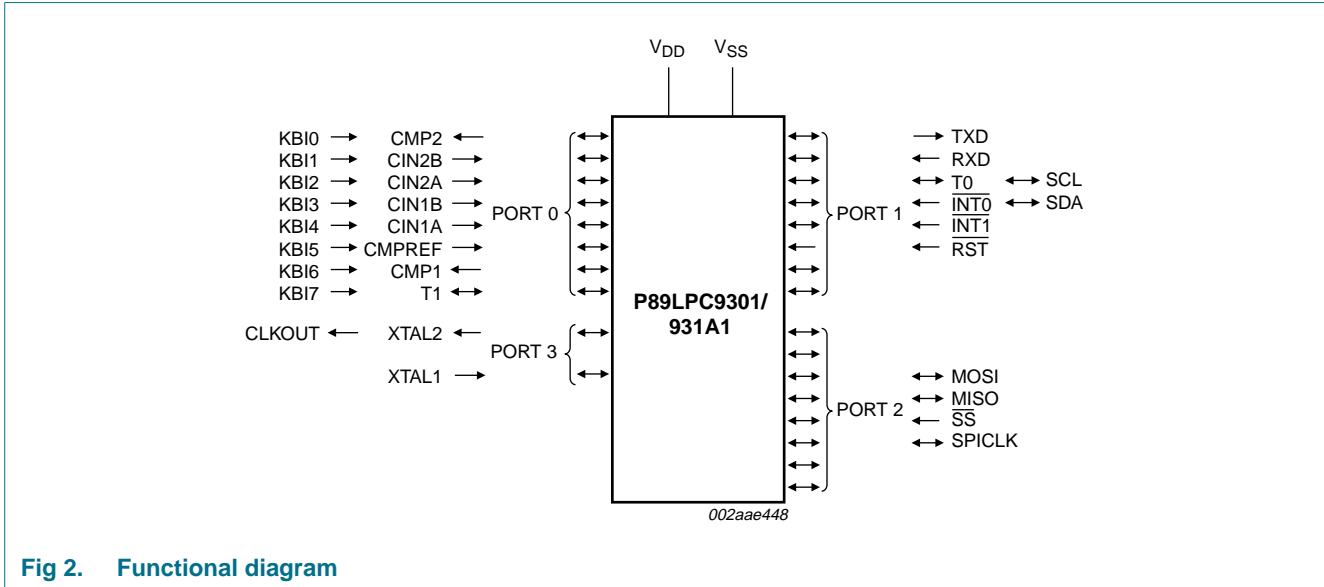 VDD VSS
KBI0 CMP2 TXD
KBI1 CIN2B RXD
KBI2 CIN2A T0 SCL
KBI3 CIN1B INT0 SDA
PORT 0 PORT 1
KBI4 CIN1A INT1
KBI5 CMPREF RST
KBI6 CMP1
KBI7 T1
P89LPC9301/
931A1
CLKOUT XTAL2
PORT 3
XTAL1 MOSI
MISO
PORT 2
SS
SPICLK
002aae448
Fig 2. Functional diagram